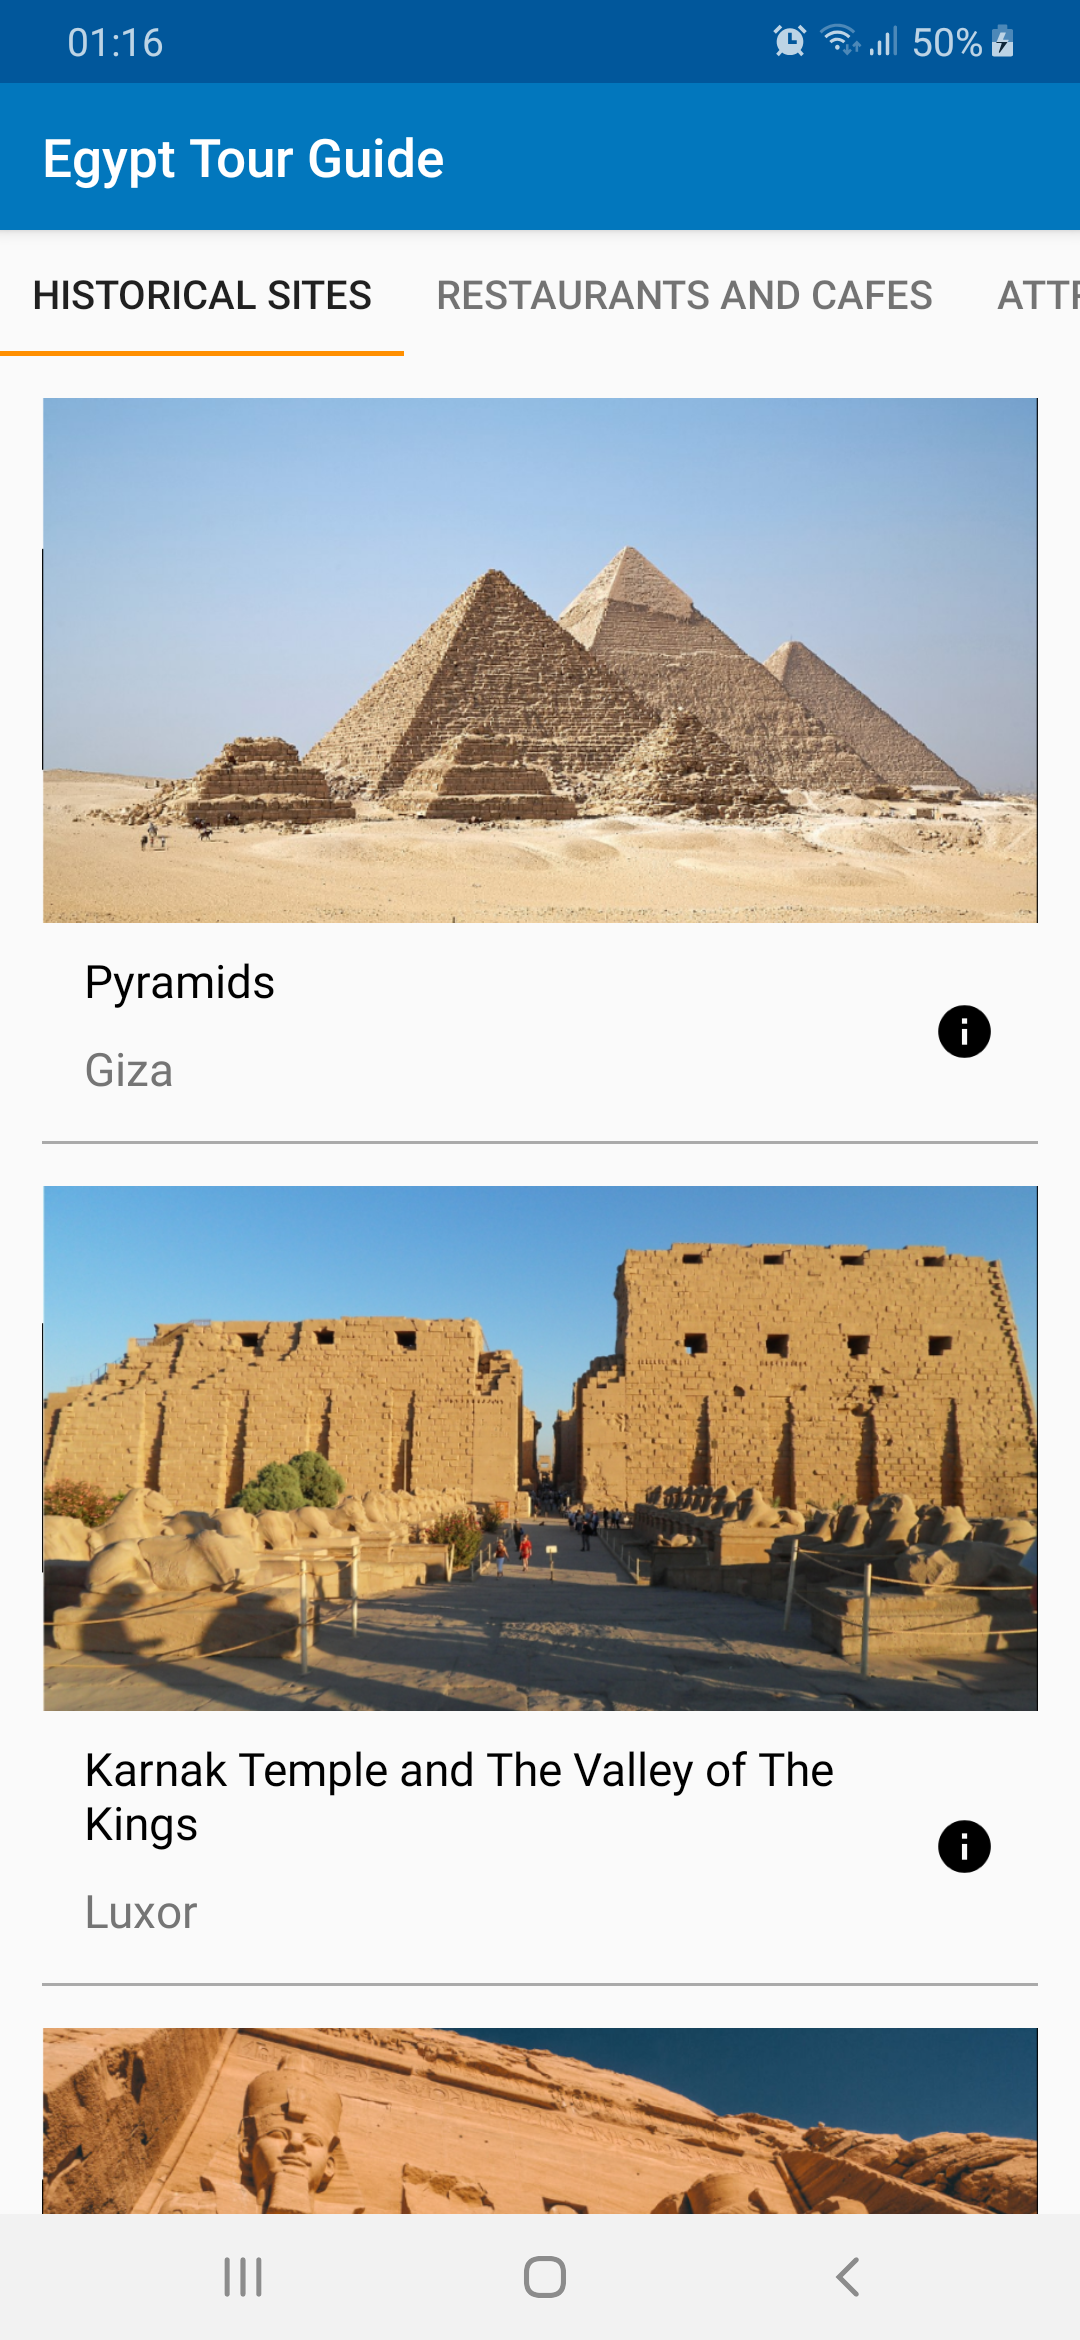 01:16
50%
Egypt Tour Guide
HISTORICAL SITES
RESTAURANTS AND CAFES
ATT
Pyramids
Giza
Karnak Temple and The Valley of The
Kings
Luxor